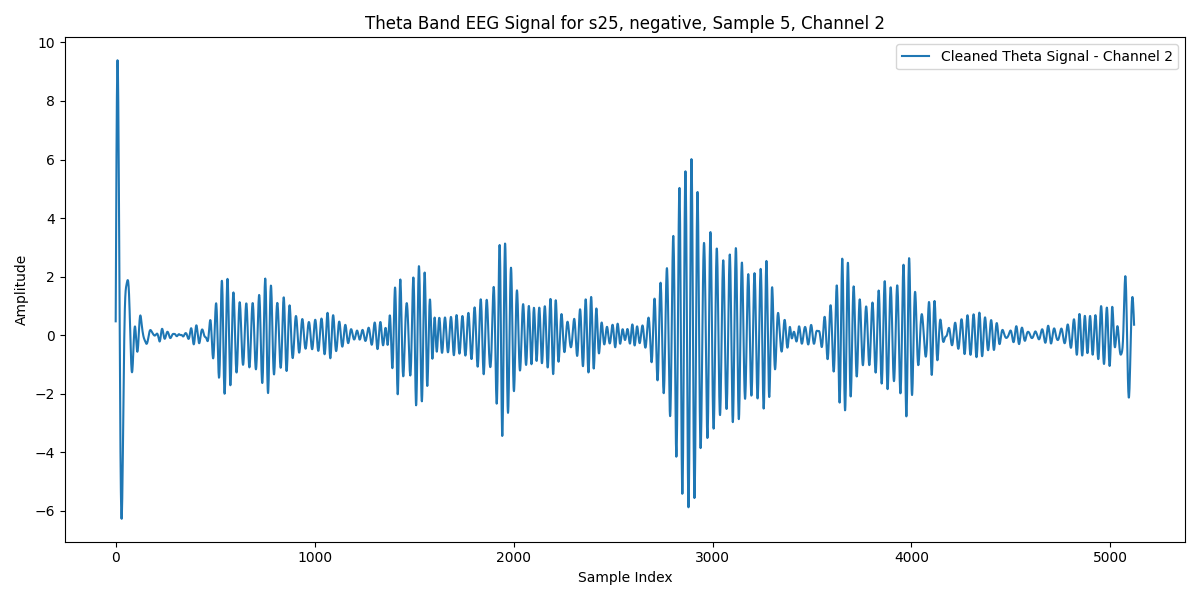 Theta Band EEG Signal for s25, negative, Sample 5, Channel 2
Cleaned Theta Signal - Channel 2
Amplitude
10
8
6
4
2
0
−2
−4
−6
0 1000 2000 3000 4000 5000
Sample Index